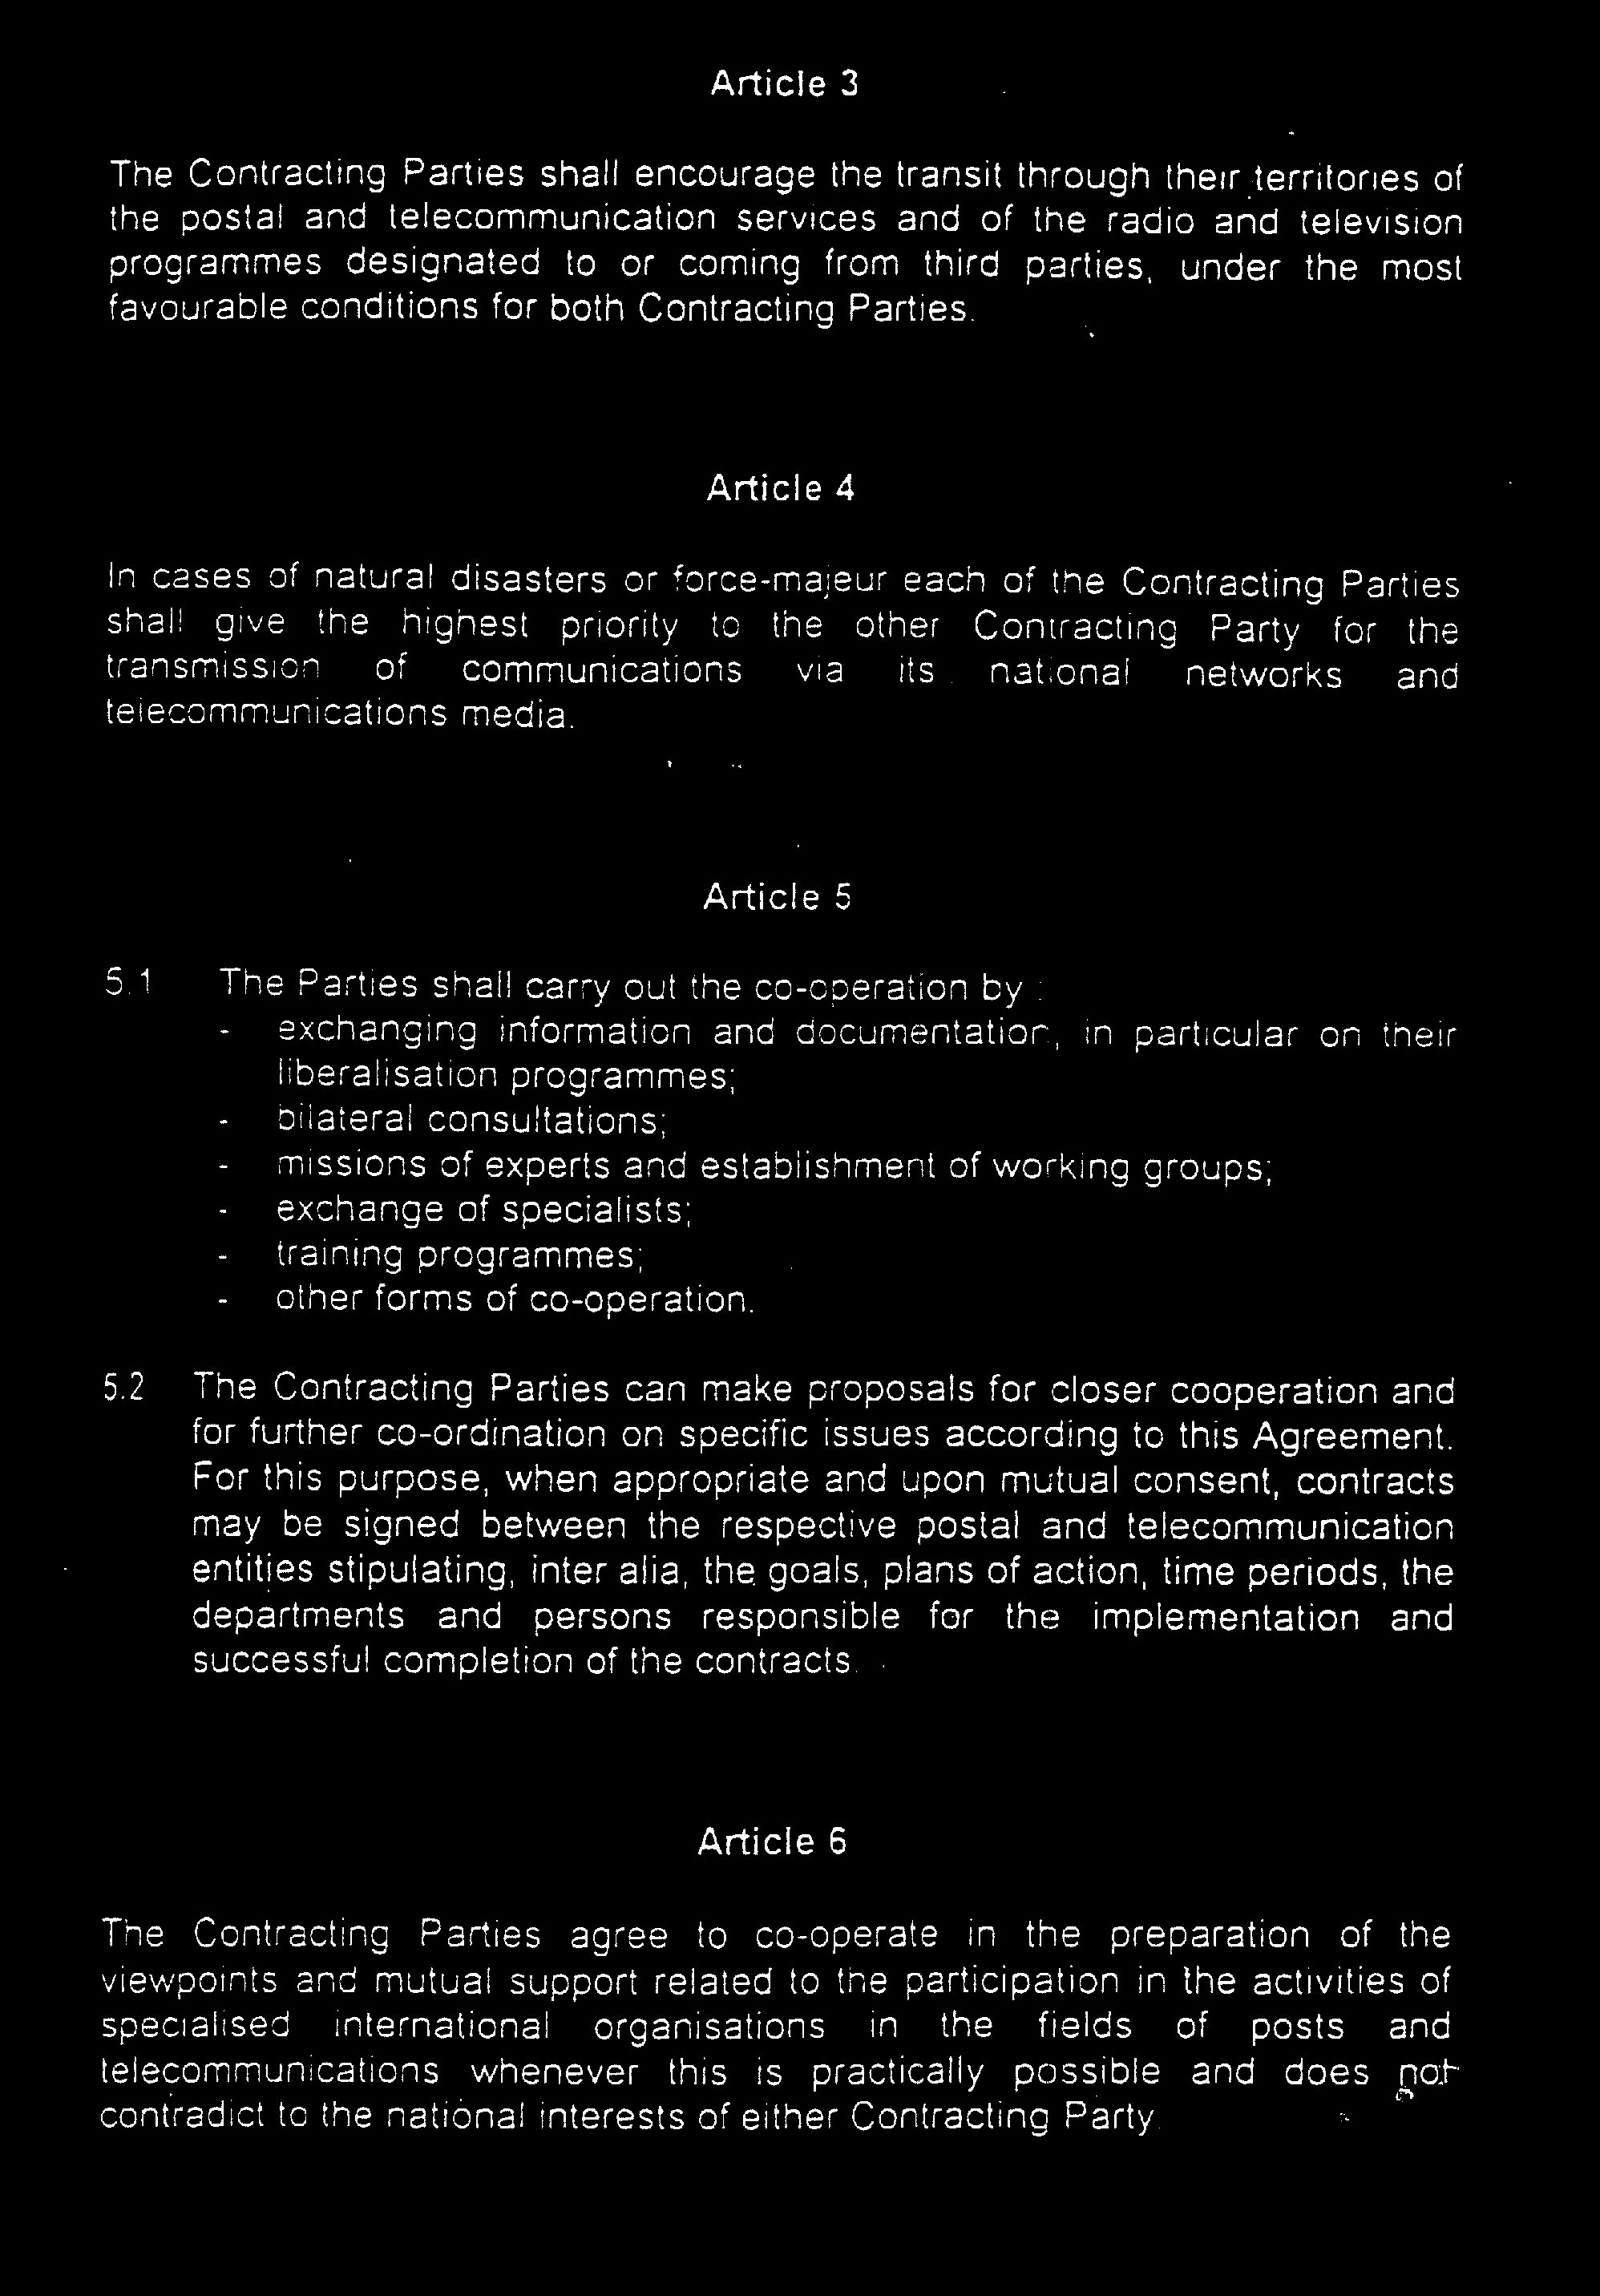 Article 3
The Contracting Parties shall encourage the transit through their territories of
the postal and telecommunication services and of the radio and television
programmes designated to or coming from third parties, under the most
favourable conditions for both Contracting Parties.
Article 4
In cases of natural disasters or force-majeur each of the Contracting Parties
shall give the highest priority to the other Contracting Party for the
transmission of communications via its national networks and
telecommunications media.
Article 5
5.1 The Parties shall carry out the co-operation by :
- exchanging information and documentation, in particular on their
liberalisation programmes;
- bilateral consultations;
- missions of experts and establishment of working groups;
- exchange of specialists;
- training programmes;
- other forms of co-operation.
5.2 The Contracting Parties can make proposals for closer cooperation and
for further co-ordination on specific issues according to this Agreement.
For this purpose, when appropriate and upon mutual consent, contracts
may be signed between the respective postal and telecommunication
entities stipulating, inter alia, the goals, plans of action, time periods, the
departments and persons responsible for the implementation and
successful completion of the contracts.
Article 6
The Contracting Parties agree to co-operate in the preparation of the
viewpoints and mutual support related to the participation in the activities of
specialised international organisations in the fields of posts and
telecommunications whenever this is practically possible and does not
contradict to the national interests of either Contracting Party.